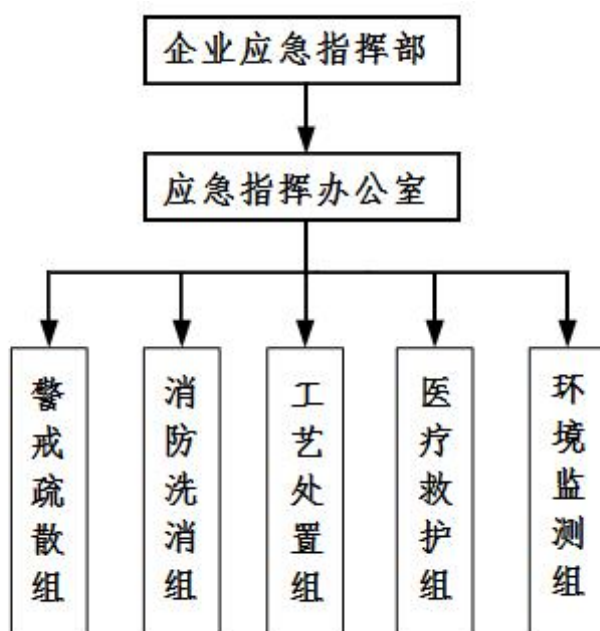 企业应急指挥部
应急指挥办公室
警戒疏散组
消防洗消组
工艺处置组
医疗救护组
环境监测组